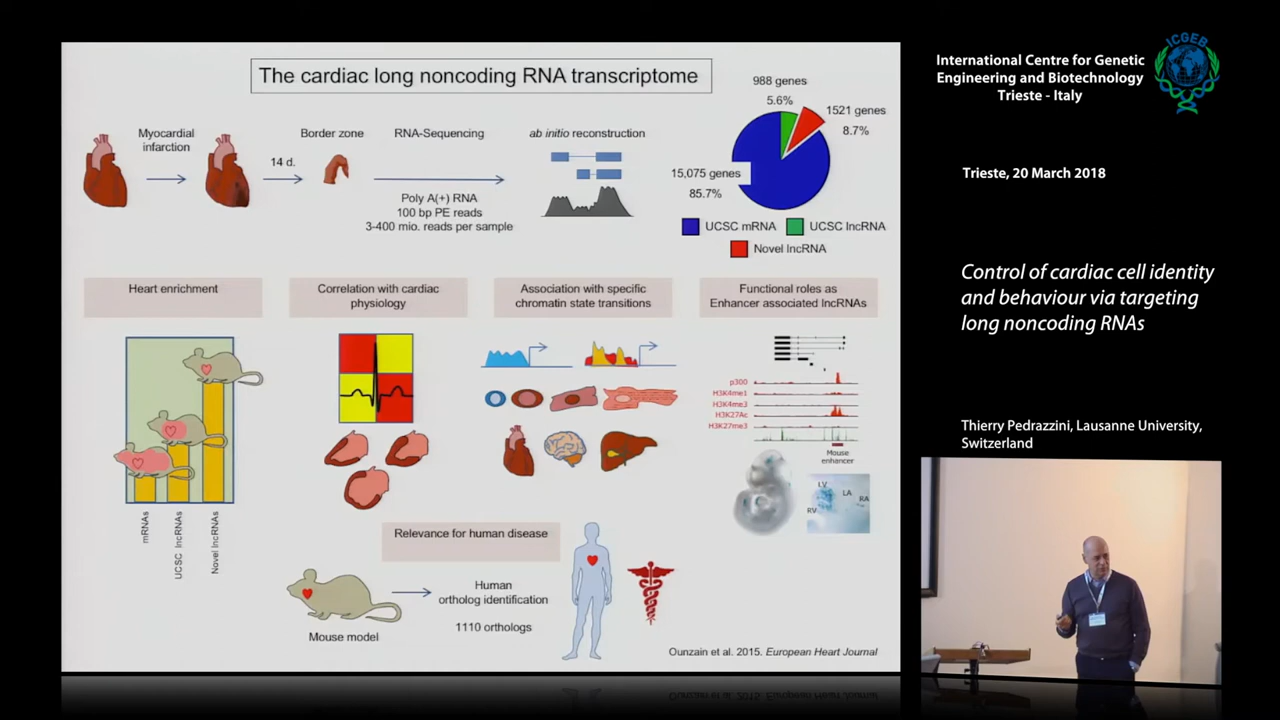 The cardiac long noncoding RNA transcriptome
988 genes
5.6%
1521 genes
8.7%
15,075 genes
85.7%
UCSC mRNA
UCSC lncRNA
Novel lncRNA
Myocardial
infarction
14 d.
Border zone
RNA-Sequencing
Poly A(+) RNA
100 bp PE reads
3-400 mio. reads per sample
ab initio reconstruction
Heart enrichment
mRNAs
UCSC lncRNAs
Novel lncRNAs
Correlation with cardiac
physiology
Association with specific
chromatin state transitions
Functional roles as
Enhancer associated lncRNAs
p300
H3K4me1
H3K4me3
H3K27Ac
H3K27me3
Mouse
enhancer
LV
LA
RA
RV
Relevance for human disease
Mouse model
Human
ortholog identification
1110 orthologs
Ounzain et al. 2015. European Heart Journal
International Centre for Genetic
Engineering and Biotechnology
Trieste - Italy
ICGEB
Trieste, 20 March 2018
Control of cardiac cell identity
and behaviour via targeting
long noncoding RNAs
Thierry Pedrazzini, Lausanne University,
Switzerland